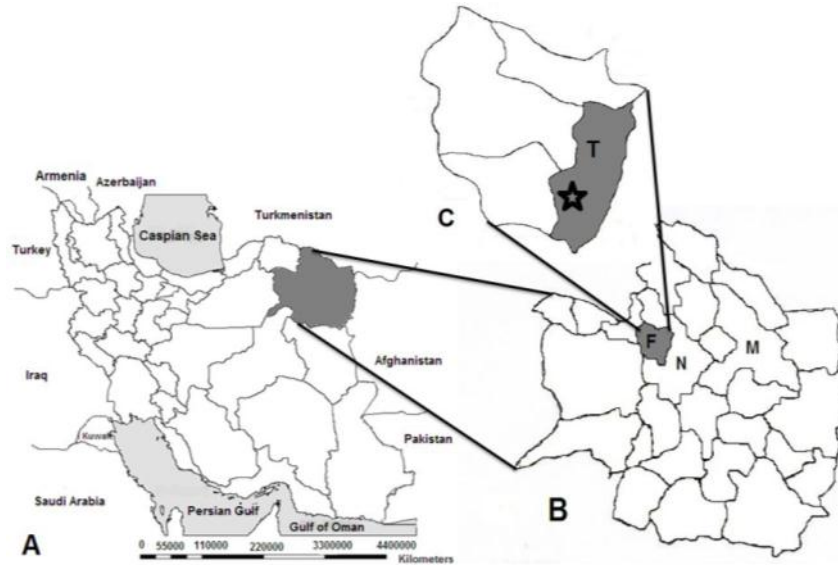 Armenia
Azerbaijan
Turkmenistan
Caspian Sea
Turkey
Iraq
Afghanistan
Pakistan
Saudi Arabia
Persian Gulf
Gulf of Oman
A
0 55000 110000 220000 3300000 4400000
Kilometers
T
C
F
N
M
B